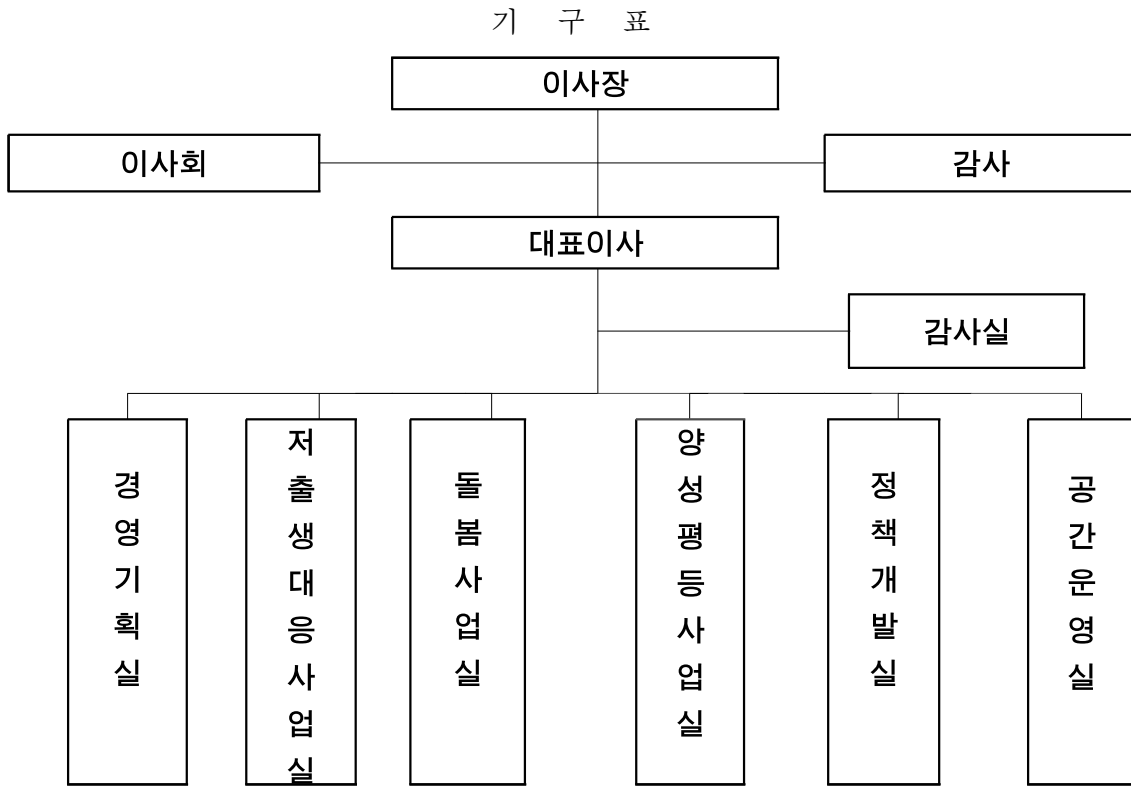 기 구 표
이사장
이사회
감사
대표이사
감사실
경영기획실
저출생대응사업실
돌봄사업실
양성평등사업실
정책개발실
공간운영실